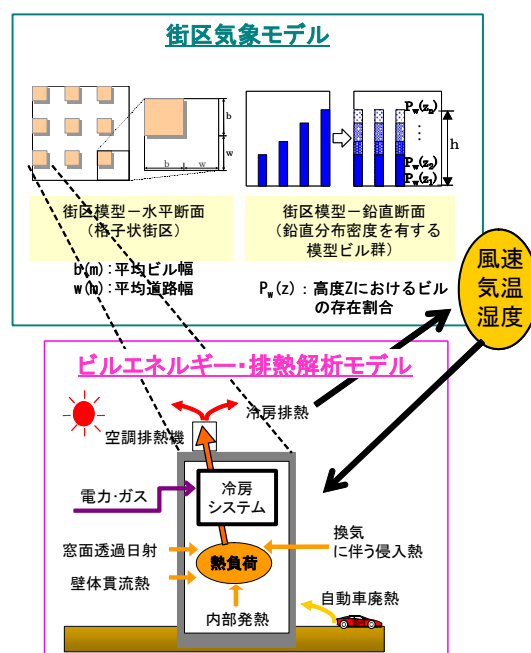 街区気象モデル
b
w
b
w
Pw(zn)
⋮
Pw(z2)
Pw(z1)
h
街区模型－水平断面
（格子状街区）
街区模型－鉛直断面
（鉛直分布密度を有する
模型ビル群）
b(m)：平均ビル幅
w(m)：平均道路幅
Pw(z)：高度Zにおけるビル
の存在割合
風速
気温
湿度
ビルエネルギー・排熱解析モデル
冷房排熱
空調排熱機
電力・ガス
冷房
システム
窓面透過日射
熱負荷
換気
に伴う侵入熱
壁体貫流熱
内部発熱
自動車廃熱